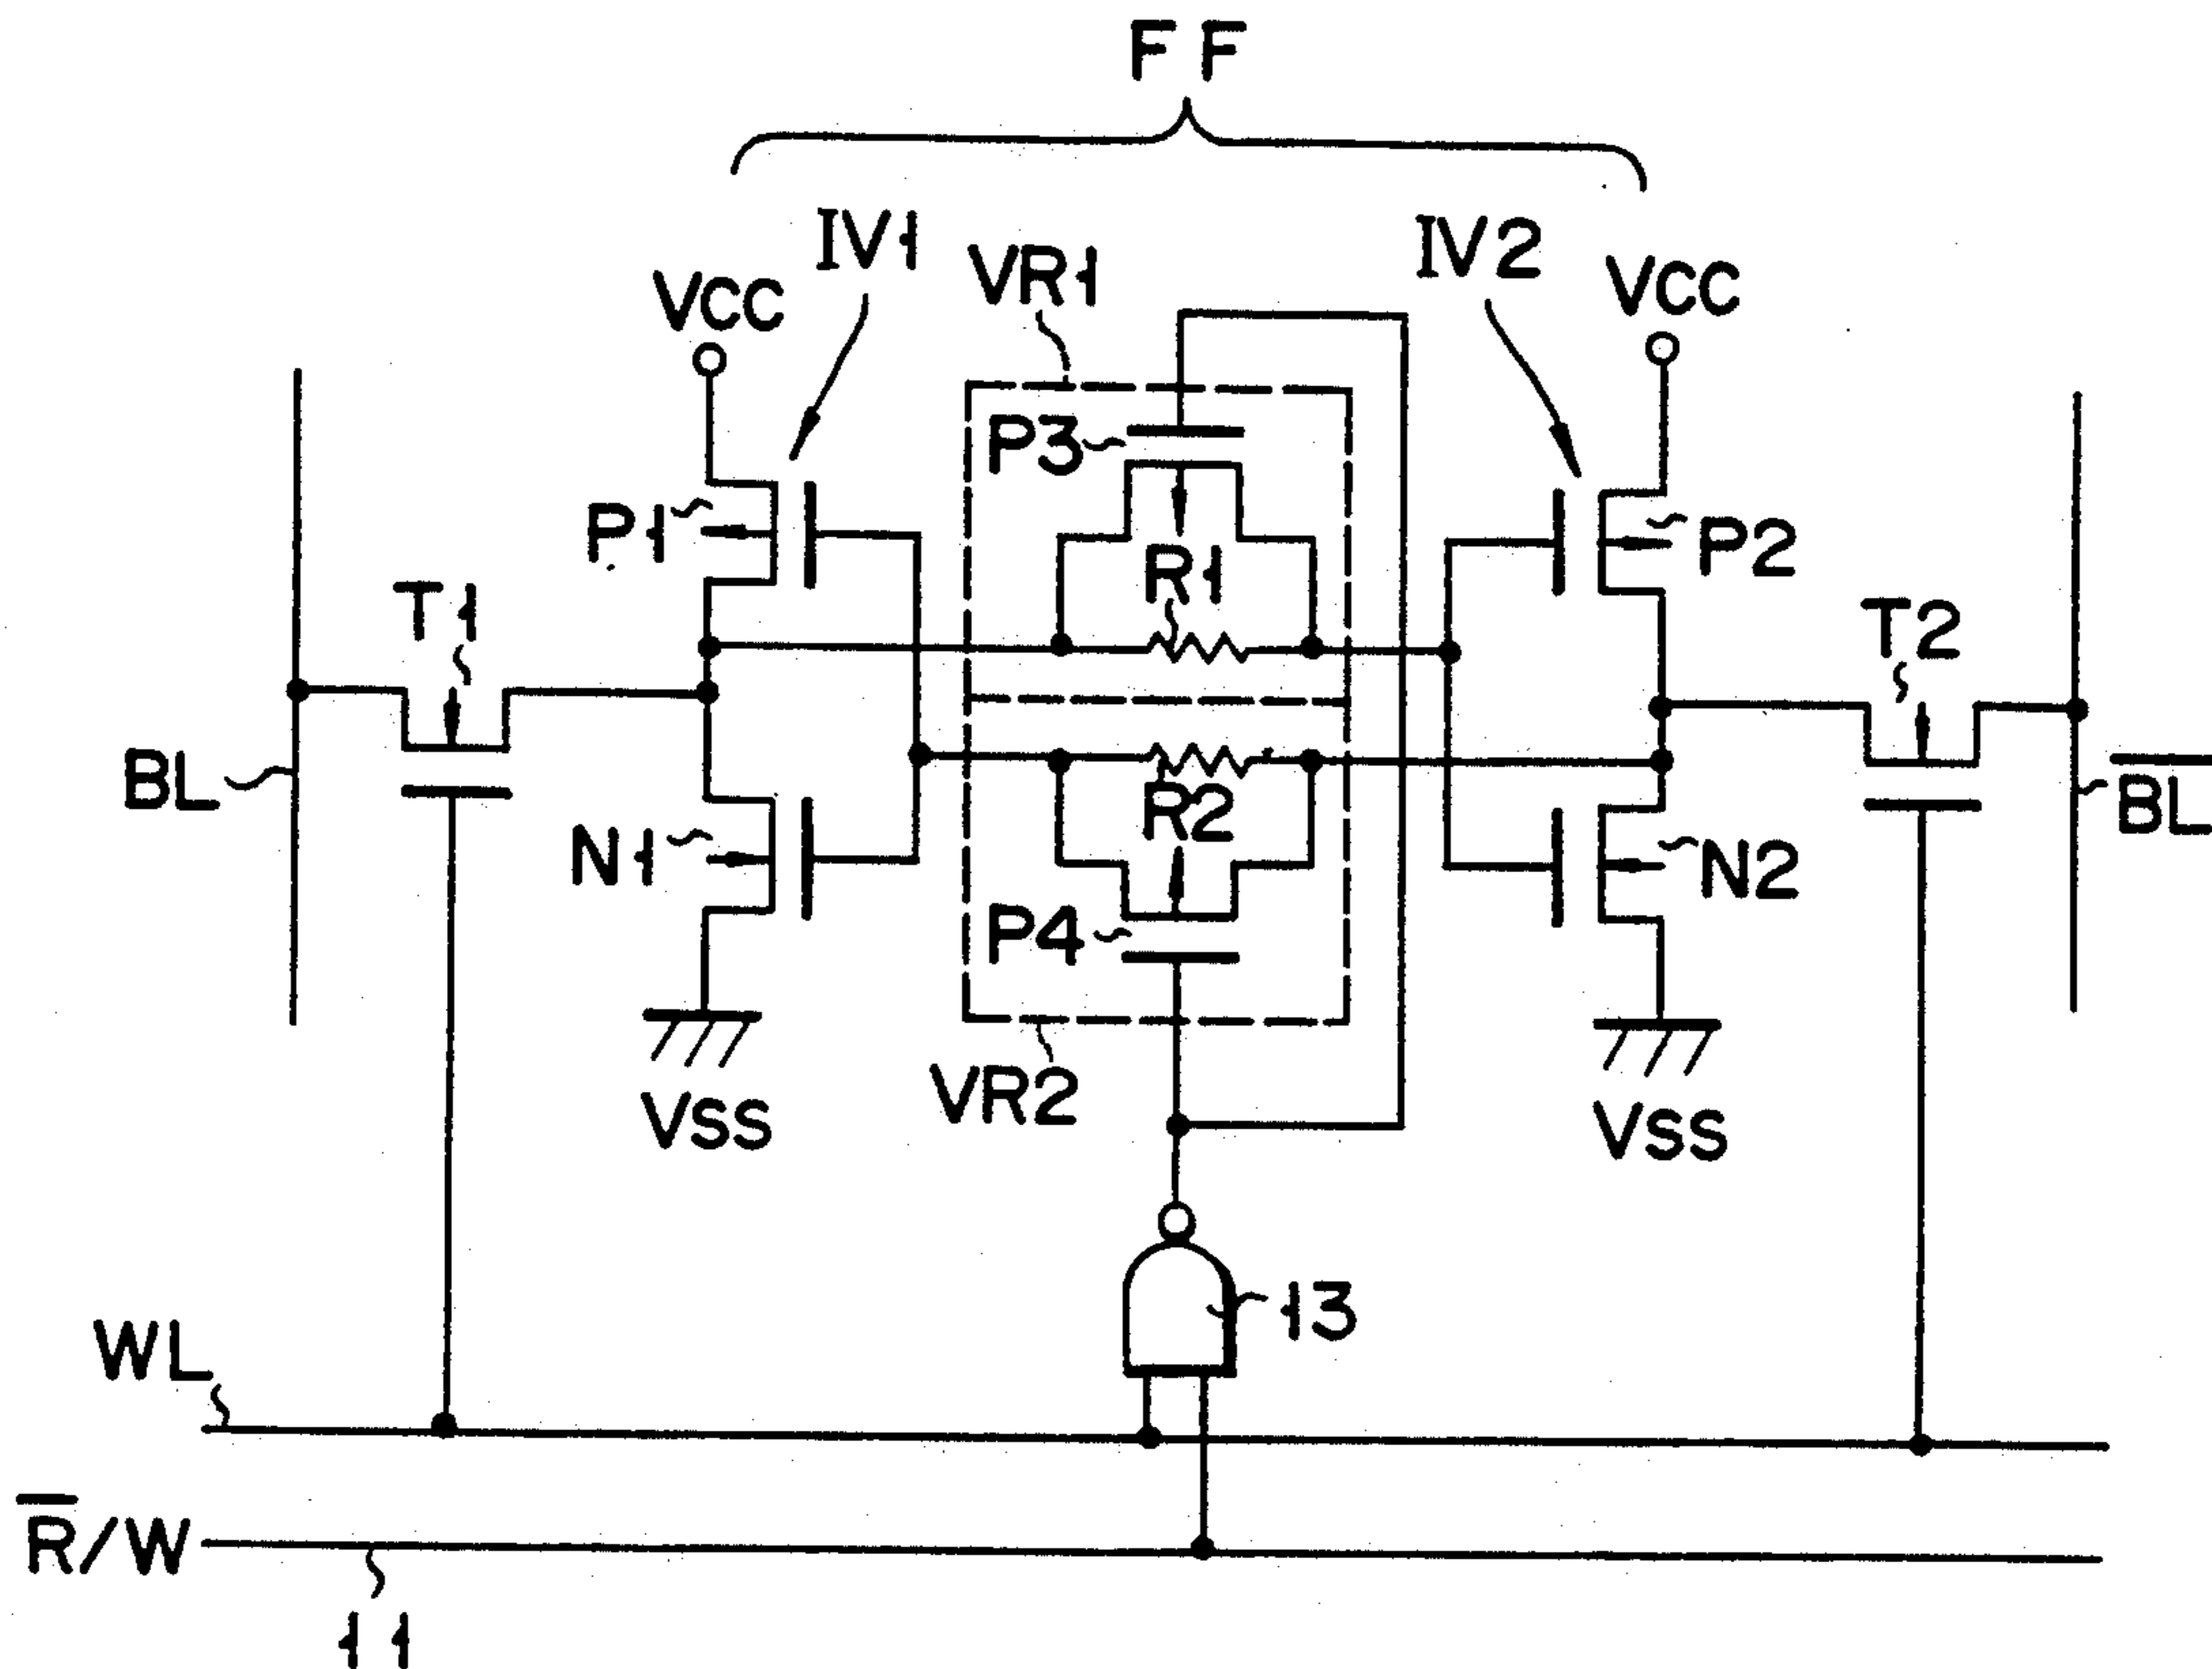 FF
IV1
IV2
VR1
VCC
VCC
P3
P1
R1
P2
T1
T2
BL
R2
B̅L̅
N1
N2
P4
VR2
VSS
VSS
13
WL
R̅/W
11